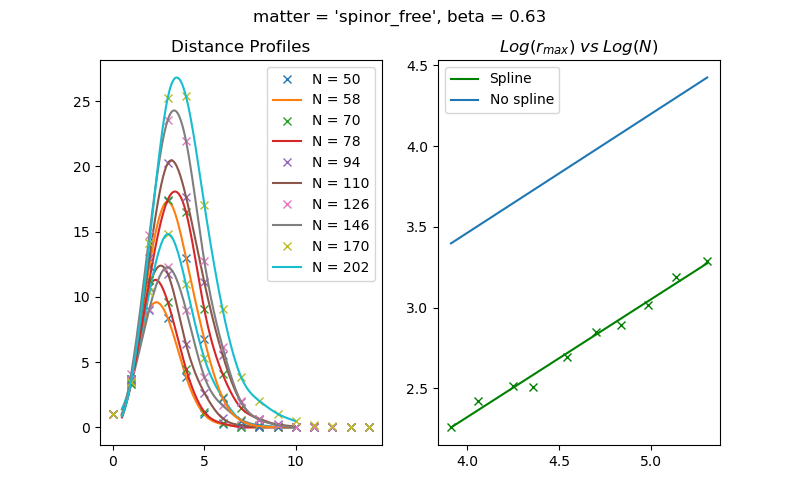 matter = 'spinor_free', beta = 0.63
Distance Profiles
25
20
15
10
5
0
0
5
10
N = 50
N = 58
N = 70
N = 78
N = 94
N = 110
N = 126
N = 146
N = 170
N = 202
Log(r_max) vs Log(N)
4.5
4.0
3.5
3.0
2.5
4.0
4.5
5.0
Spline
No spline